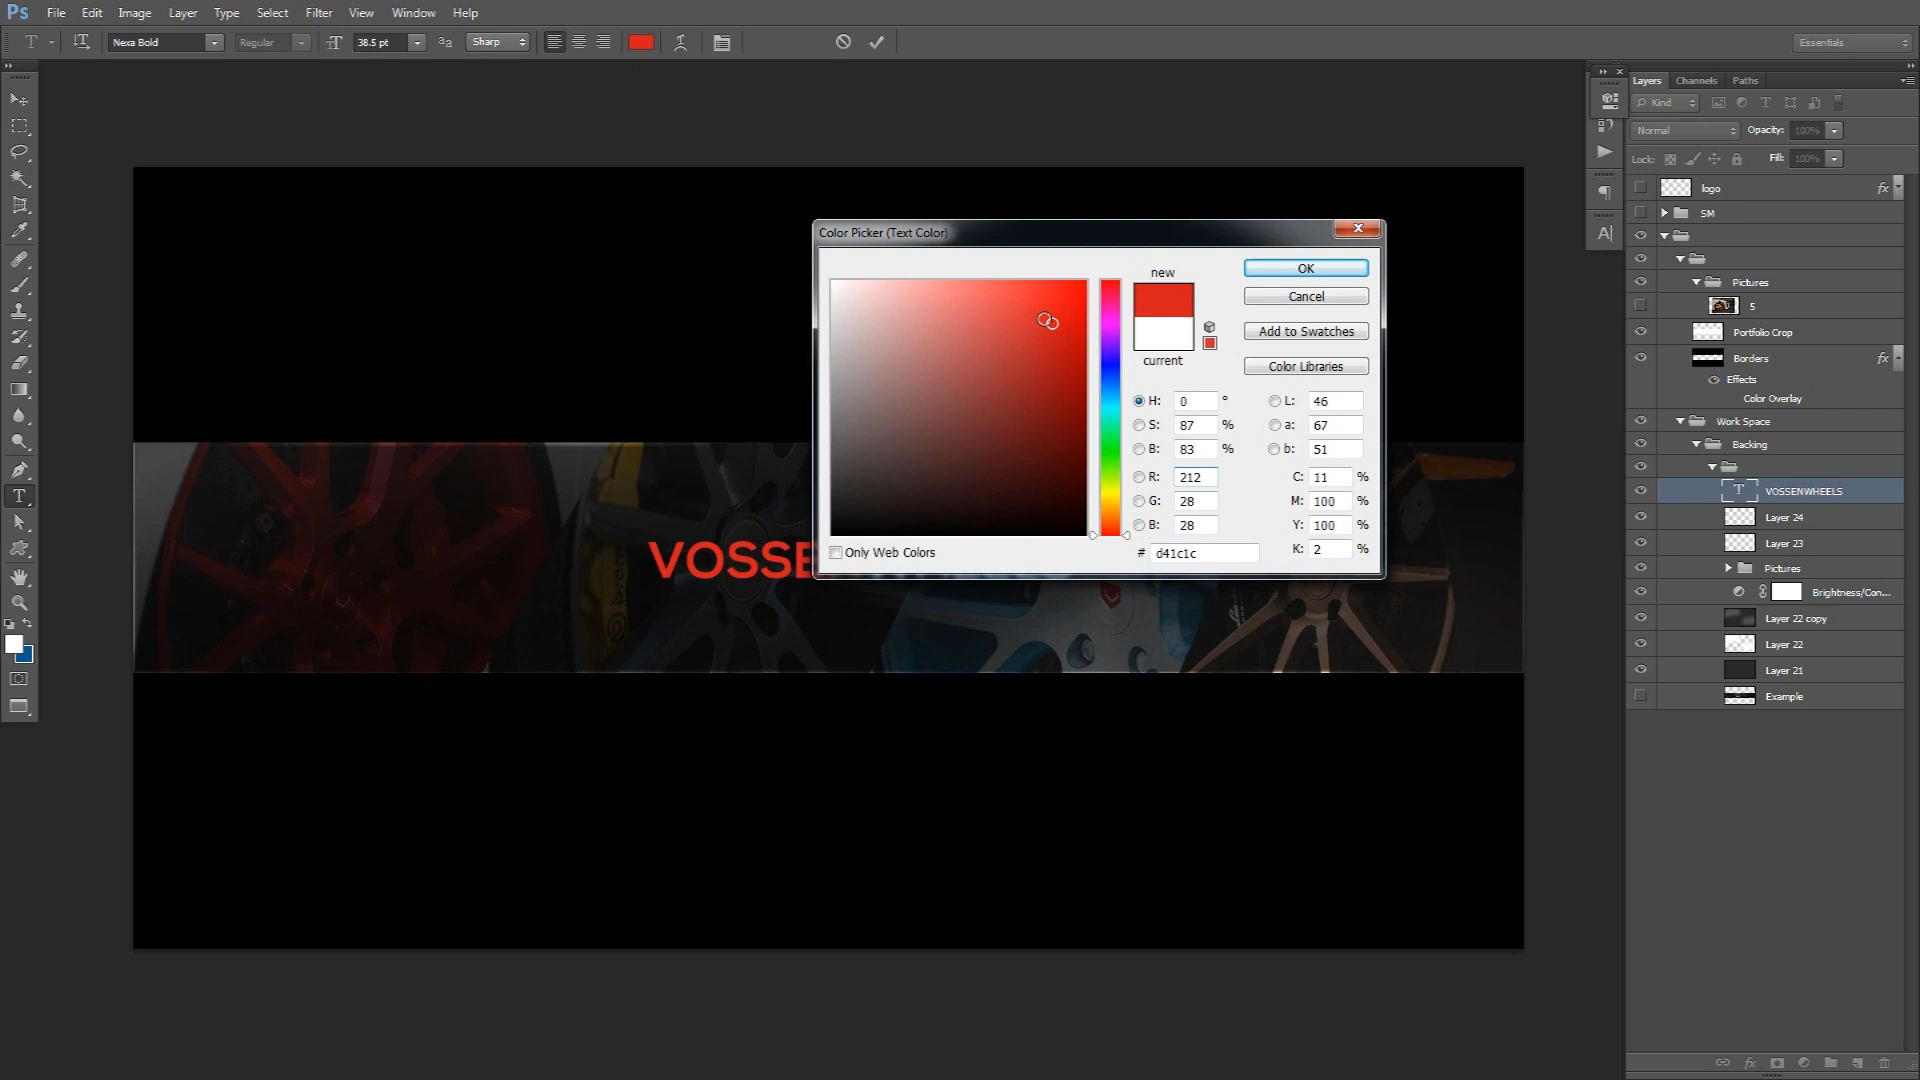 Ps File Edit Image Layer Type Select Filter View Window Help
T Nexa Bold Regular T 38.5 pt aa Sharp Essentials
Layers Channels Paths
Kind T
Normal Opacity: 100%
Lock: Fill: 100%
logo fx
SM
Pictures
5
Portfolio Crop
Borders fx
Effects
Color Overlay
Work Space
Backing
T VOSSENWHEELS
Layer 24
Layer 23
Pictures
Brightness/Con...
Layer 22 copy
Layer 22
Layer 21
Example
fx
A|
T
Color Picker (Text Color)
new
current
OK
Cancel
Add to Swatches
Color Libraries
H: 0 ° L: 46
S: 87 % a: 67
B: 83 % b: 51
R: 212 C: 11 %
G: 28 M: 100 %
B: 28 Y: 100 %
# d41c1c K: 2 %
Only Web Colors
VOSSE